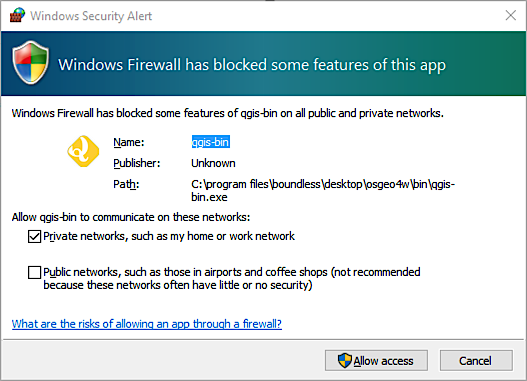 Windows Security Alert
Windows Firewall has blocked some features of this app
Windows Firewall has blocked some features of qgis-bin on all public and private networks.
Name: qgis-bin
Publisher: Unknown
Path: C:\program files\boundless\desktop\osgeo4w\bin\qgis-
bin.exe
Allow qgis-bin to communicate on these networks:
Private networks, such as my home or work network
Public networks, such as those in airports and coffee shops (not recommended
because these networks often have little or no security)
What are the risks of allowing an app through a firewall?
Allow access Cancel